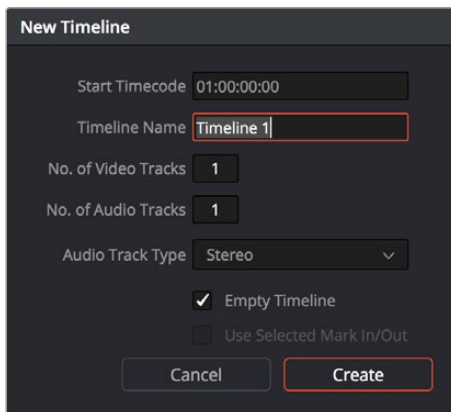 New Timeline
Start Timecode 01:00:00:00
Timeline Name Timeline 1
No. of Video Tracks 1
No. of Audio Tracks 1
Audio Track Type Stereo
Empty Timeline
Use Selected Mark In/Out
Cancel Create